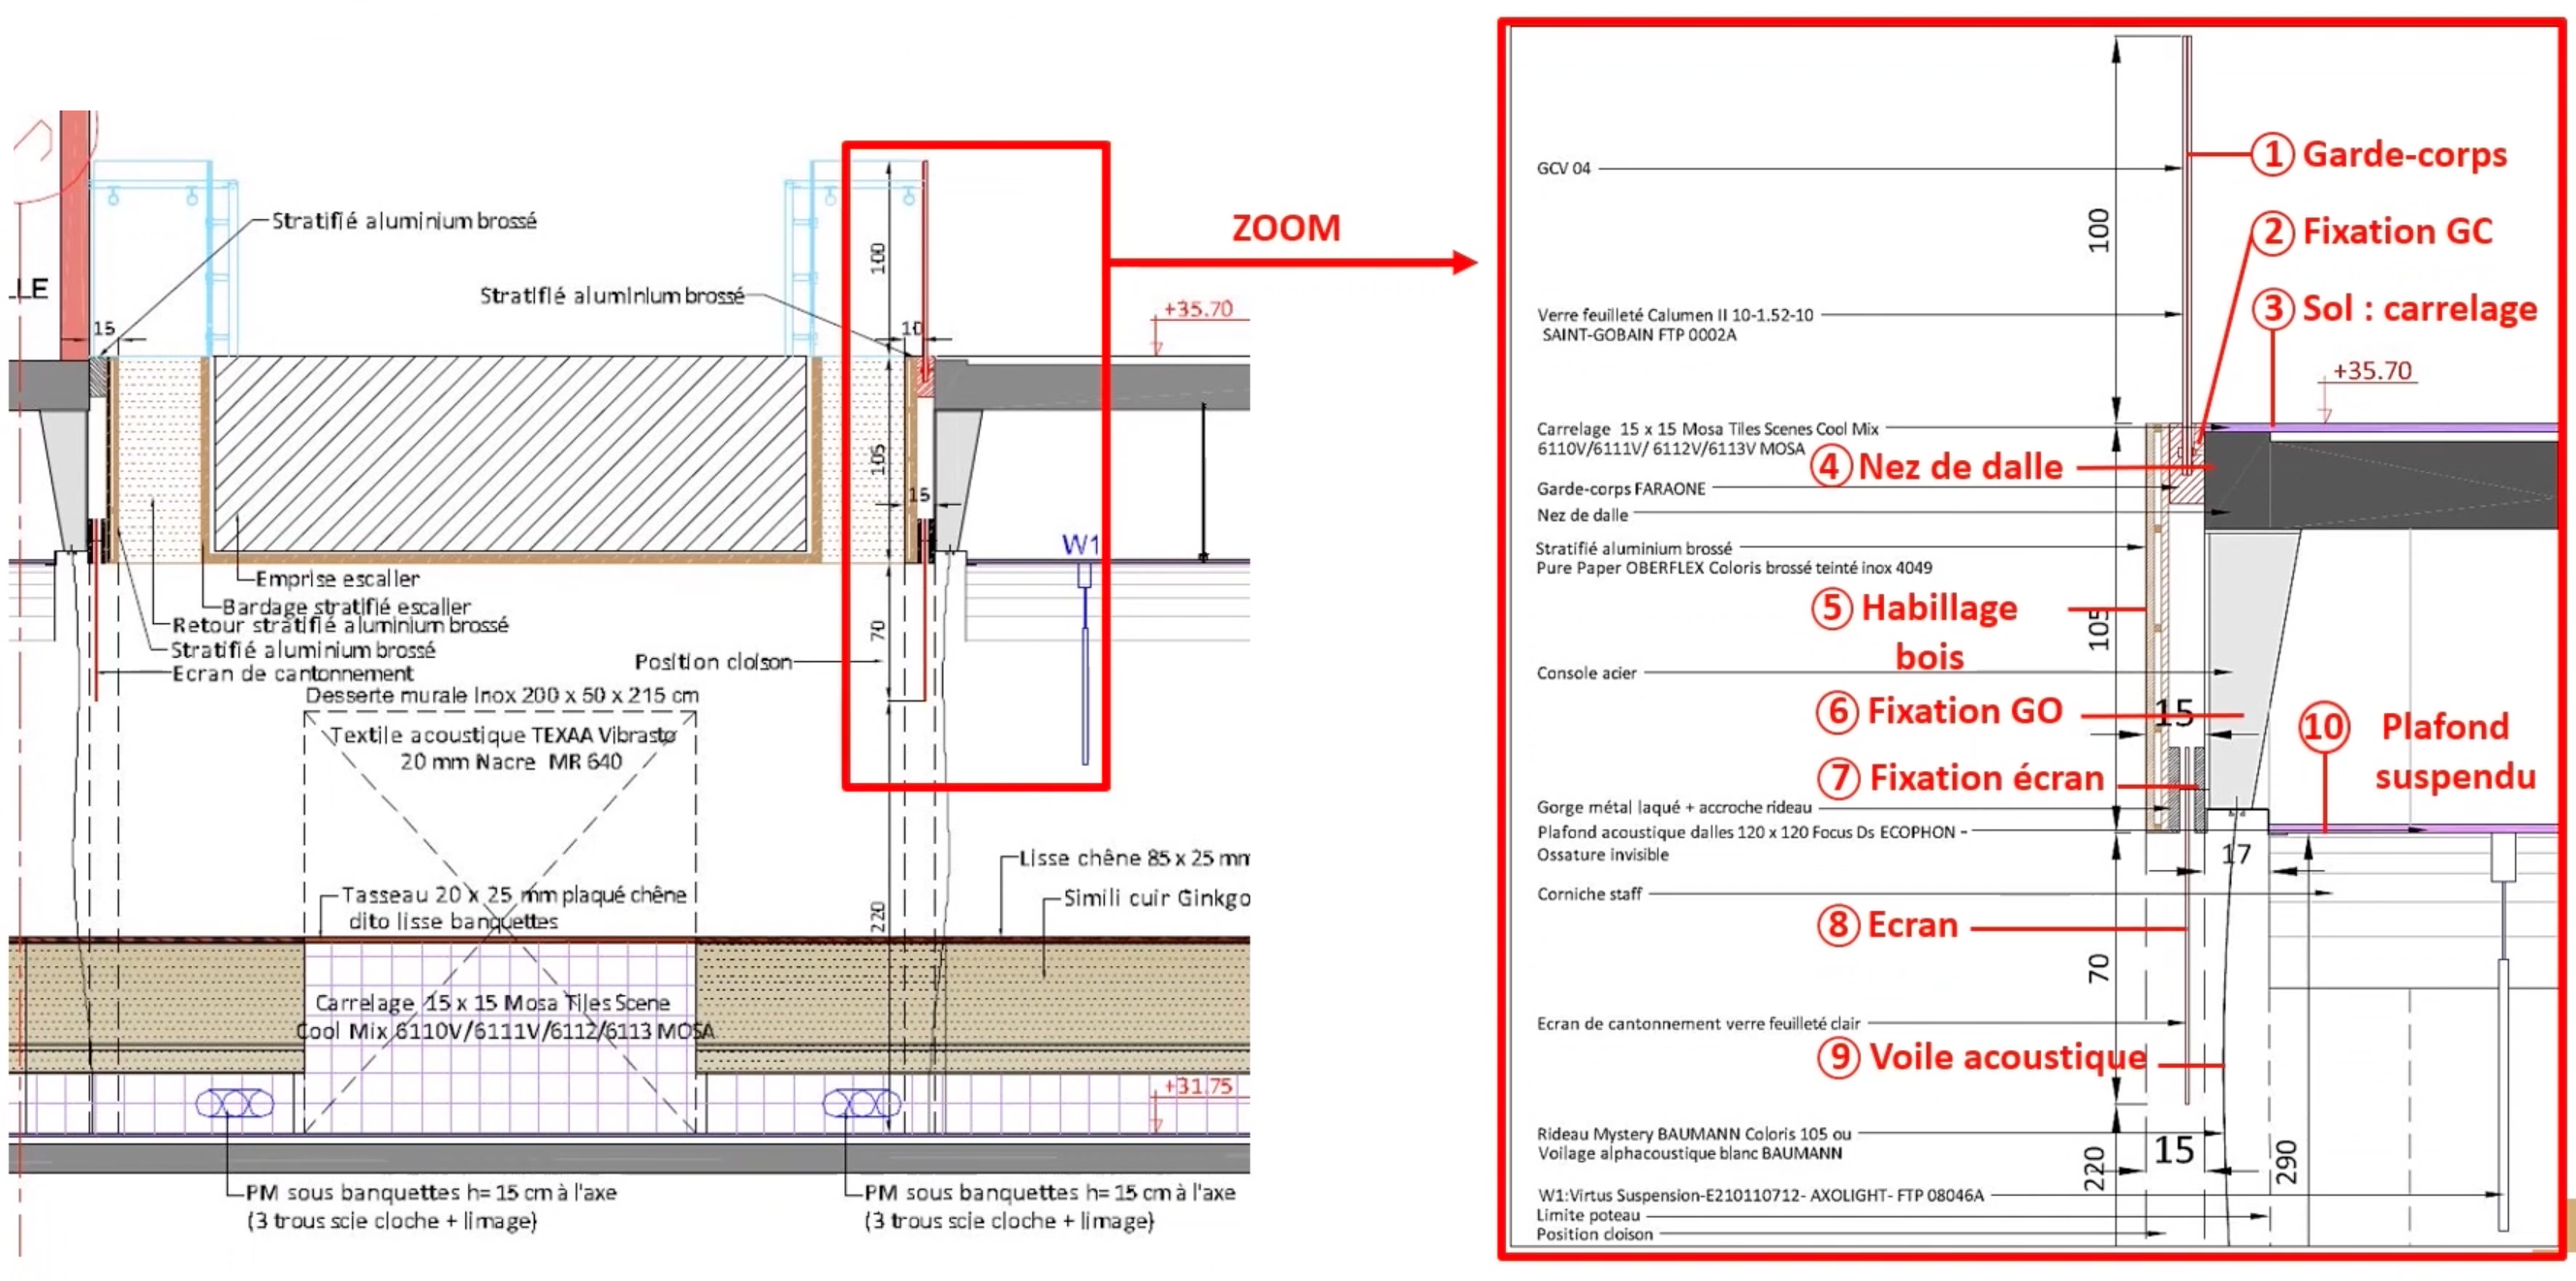 LE
Stratifié aluminium brossé
Stratifié aluminium brossé
15
10
100
+35.70
105
15
W1
Emprise escalier
Bardage stratifié escalier
Retour stratifié aluminium brossé
Stratifié aluminium brossé
Ecran de cantonnement
Position cloison
70
Desserte murale Inox 200 x 50 x 215 cm
Textile acoustique TEXAA Vibrasto
20 mm Nacre MR 640
Lisse chêne 85 x 25 mm
Tasseau 20 x 25 mm plaqué chêne
dito lisse banquettes
Simili cuir Ginkgo
220
Carrelage 15 x 15 Mosa Tiles Scene
Cool Mix 6110V/6111V/6112/6113 MOSA
+31.75
PM sous banquettes h= 15 cm à l'axe
(3 trous scie cloche + limage)
PM sous banquettes h= 15 cm à l'axe
(3 trous scie cloche + limage)
ZOOM
GCV 04
1 Garde-corps
100
2 Fixation GC
3 Sol : carrelage
Verre feuilleté Calumen II 10-1.52-10
SAINT-GOBAIN FTP 0002A
+35.70
Carrelage 15 x 15 Mosa Tiles Scenes Cool Mix
6110V/6111V/ 6112V/6113V MOSA
4 Nez de dalle
Garde-corps FARAONE
Nez de dalle
Stratifié aluminium brossé
Pure Paper OBERFLEX Coloris brossé teinté inox 4049
5 Habillage
bois
105
Console acier
6 Fixation GO
15
10 Plafond
suspendu
7 Fixation écran
Gorge métal laqué + accroche rideau
Plafond acoustique dalles 120 x 120 Focus Ds ECOPHON -
Ossature invisible
17
Corniche staff
8 Ecran
70
Ecran de cantonnement verre feuilleté clair
9 Voile acoustique
Rideau Mystery BAUMANN Coloris 105 ou
Voilage alphacoustique blanc BAUMANN
220
15
290
W1:Virtus Suspension-E210110712- AXOLIGHT- FTP 08046A
Limite poteau
Position cloison